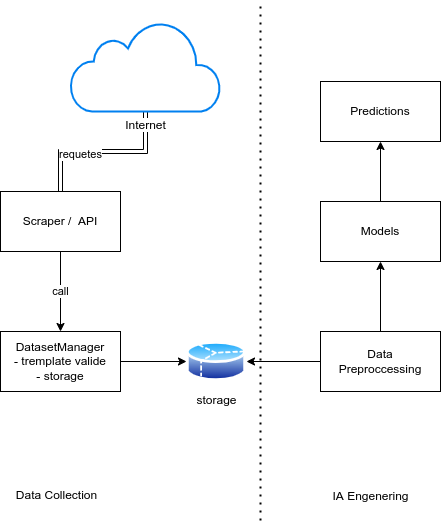 Internet
requetes
Scraper / API
call
DatasetManager
- tremplate valide
- storage
storage
Data Collection
Predictions
Models
Data
Preproccessing
IA Engenering